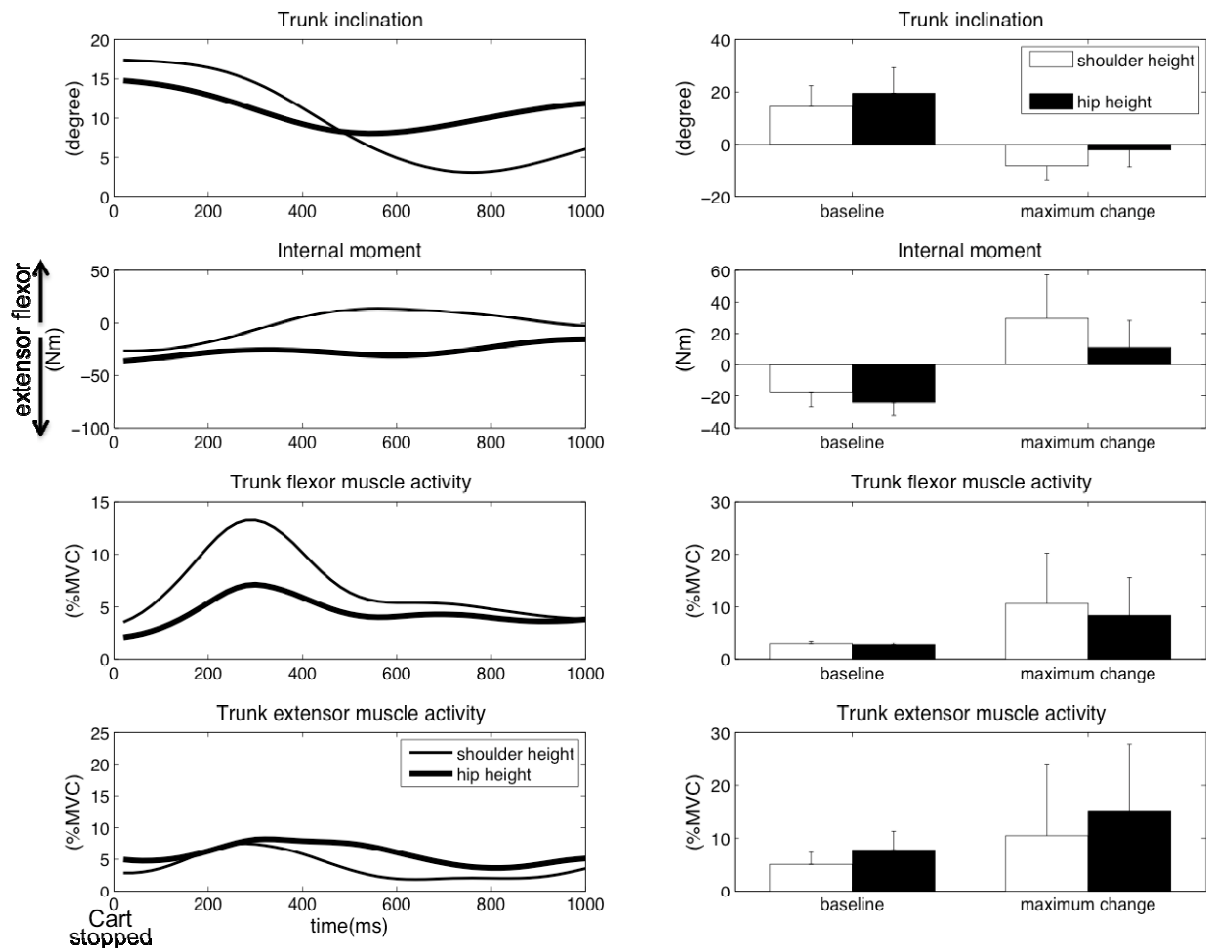 Trunk inclination
20
15
10
5
0
(degree)
0 200 400 600 800 1000
Trunk inclination
40
20
0
−20
(degree)
shoulder height
hip height
baseline maximum change
Internal moment
50
0
−50
−100
(Nm)
extensor flexor
0 200 400 600 800 1000
Internal moment
60
40
20
0
−20
−40
(Nm)
baseline maximum change
Trunk flexor muscle activity
15
10
5
0
(%MVC)
0 200 400 600 800 1000
Trunk flexor muscle activity
30
20
10
0
(%MVC)
baseline maximum change
Trunk extensor muscle activity
25
20
15
10
5
0
(%MVC)
shoulder height
hip height
0 200 400 600 800 1000
time(ms)
Cart
stopped
Trunk extensor muscle activity
30
20
10
0
(%MVC)
baseline maximum change